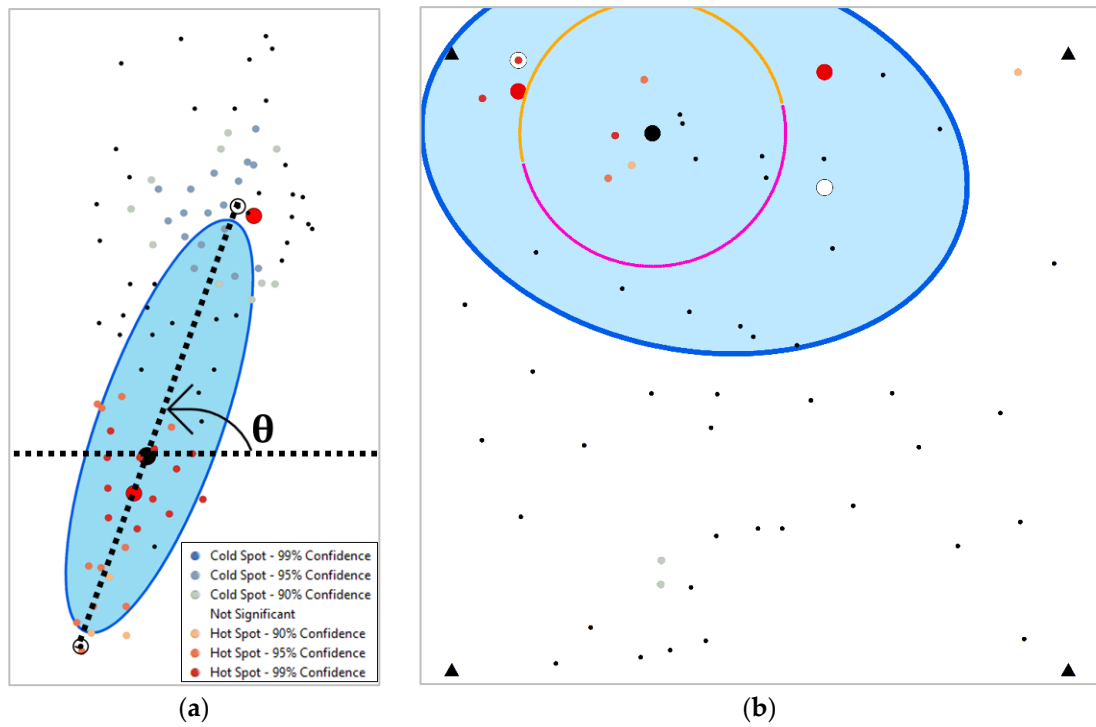 θ
Cold Spot - 99% Confidence
Cold Spot - 95% Confidence
Cold Spot - 90% Confidence
Not Significant
Hot Spot - 90% Confidence
Hot Spot - 95% Confidence
Hot Spot - 99% Confidence
(a)
(b)